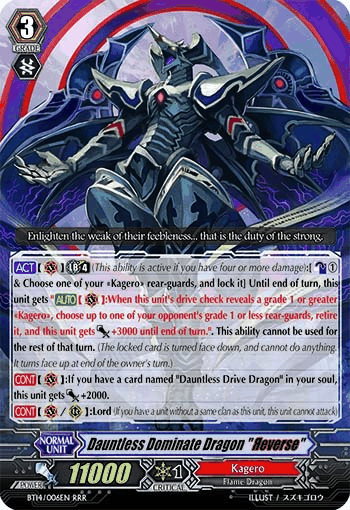 3
GRADE
Enlighten the weak of their feebleness... that is the duty of the strong.
ACT【 】 LB4 (This ability is active if you have four or more damage):[ ①
& Choose one of your «Kagero» rear-guards, and lock it] Until end of turn, this
unit gets "AUTO【 】:When this unit's drive check reveals a grade 1 or greater
«Kagero», choose up to one of your opponent's grade 1 or less rear-guards, retire
it, and this unit gets +3000 until end of turn.". This ability cannot be used for
the rest of that turn. (The locked card is turned face down, and cannot do anything.
It turns face up at the end of the owner's turn.)
CONT【 】:If you have a card named "Dauntless Drive Dragon" in your soul,
this unit gets +2000.
CONT【 / 】:Lord (If you have a unit without a same clan as this unit, this unit cannot attack)
NORMAL
UNIT
Dauntless Dominate Dragon "Яeverse"
POWER
11000
1
CRITICAL
Kagero
Flame Dragon
BT14/006EN RRR
ILLUST / スズキゴロウ